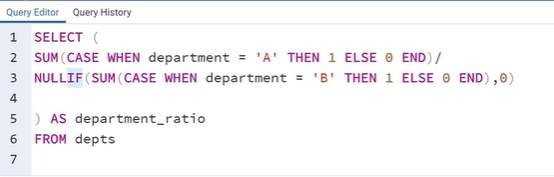 Query Editor Query History
1 SELECT (
2 SUM(CASE WHEN department = 'A' THEN 1 ELSE 0 END)/
3 NULLIF(SUM(CASE WHEN department = 'B' THEN 1 ELSE 0 END),0)
4
5 ) AS department_ratio
6 FROM depts
7